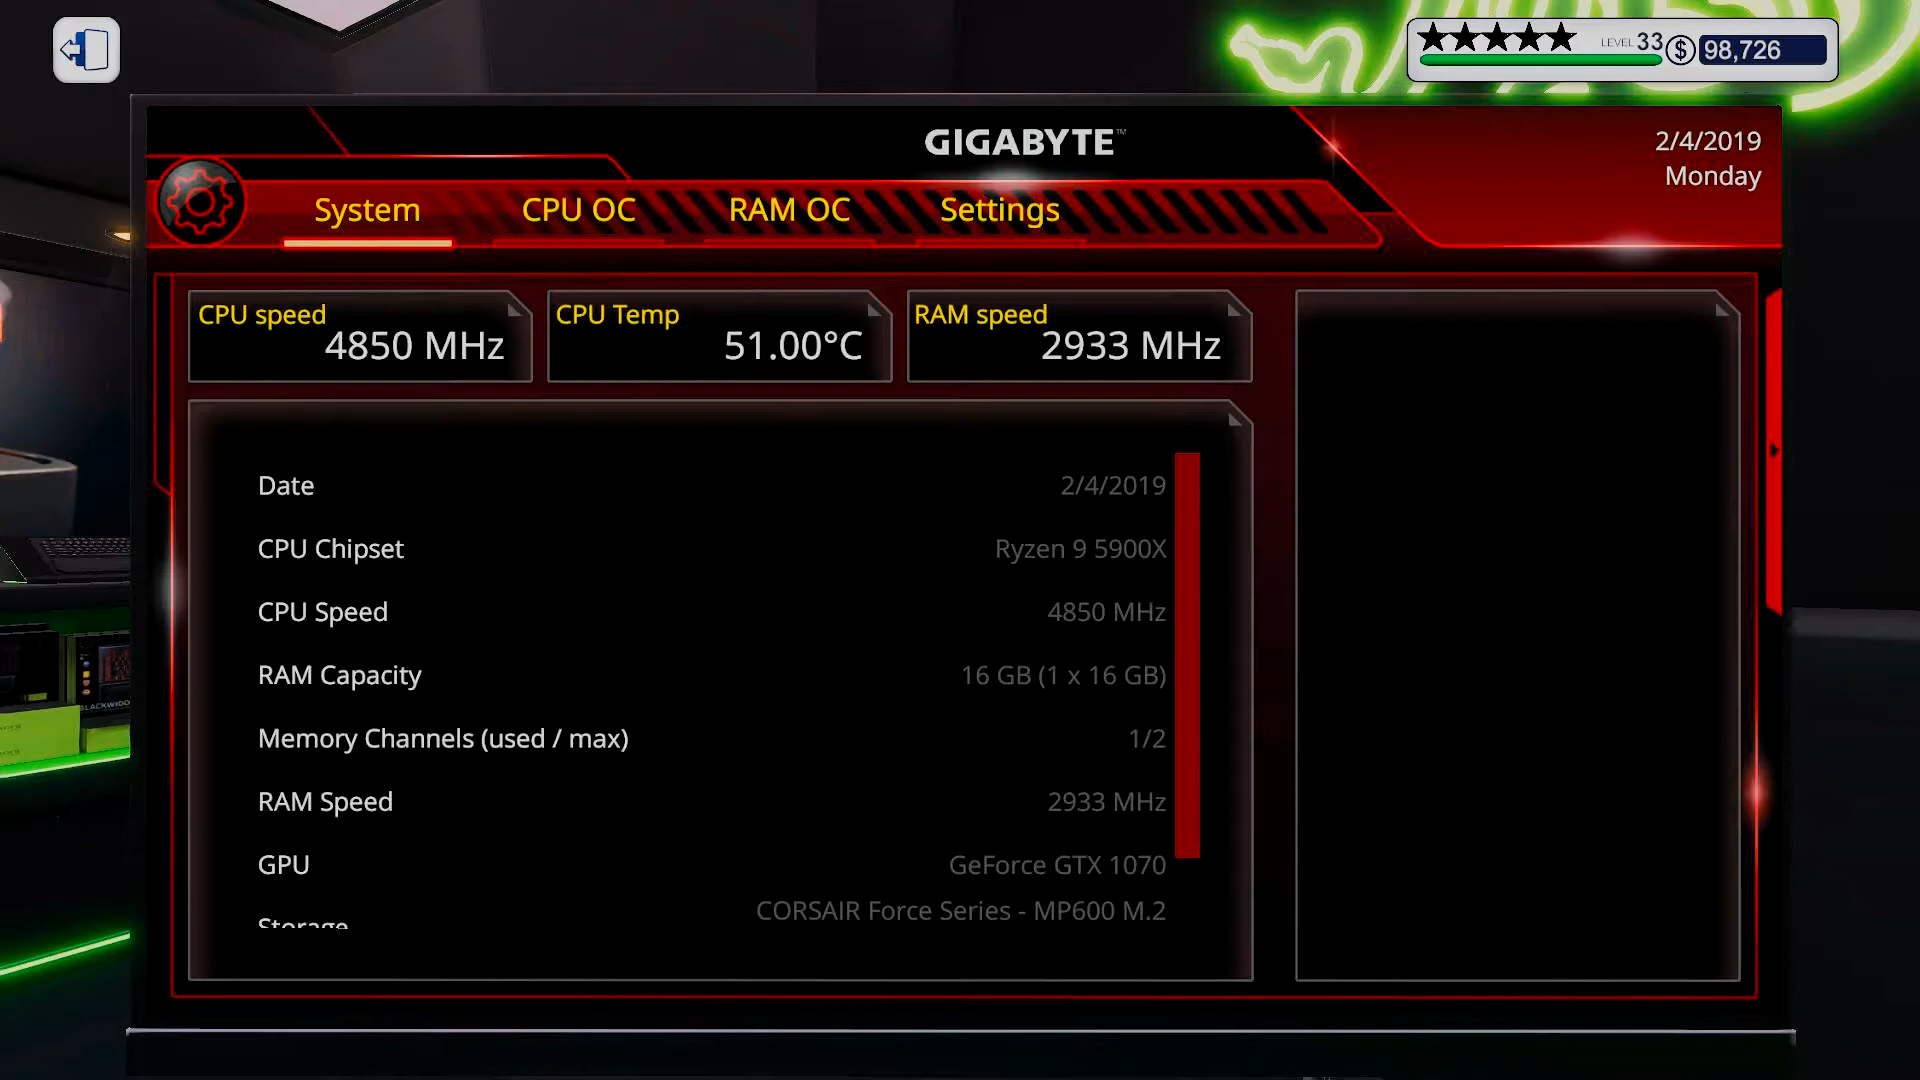 LEVEL 33
$ 98,726
GIGABYTE™
2/4/2019
Monday
System
CPU OC
RAM OC
Settings
CPU speed
4850 MHz
CPU Temp
51.00°C
RAM speed
2933 MHz
Date
2/4/2019
CPU Chipset
Ryzen 9 5900X
CPU Speed
4850 MHz
RAM Capacity
16 GB (1 x 16 GB)
Memory Channels (used / max)
1/2
RAM Speed
2933 MHz
GPU
GeForce GTX 1070
Storage
CORSAIR Force Series - MP600 M.2
BLACKWIDO